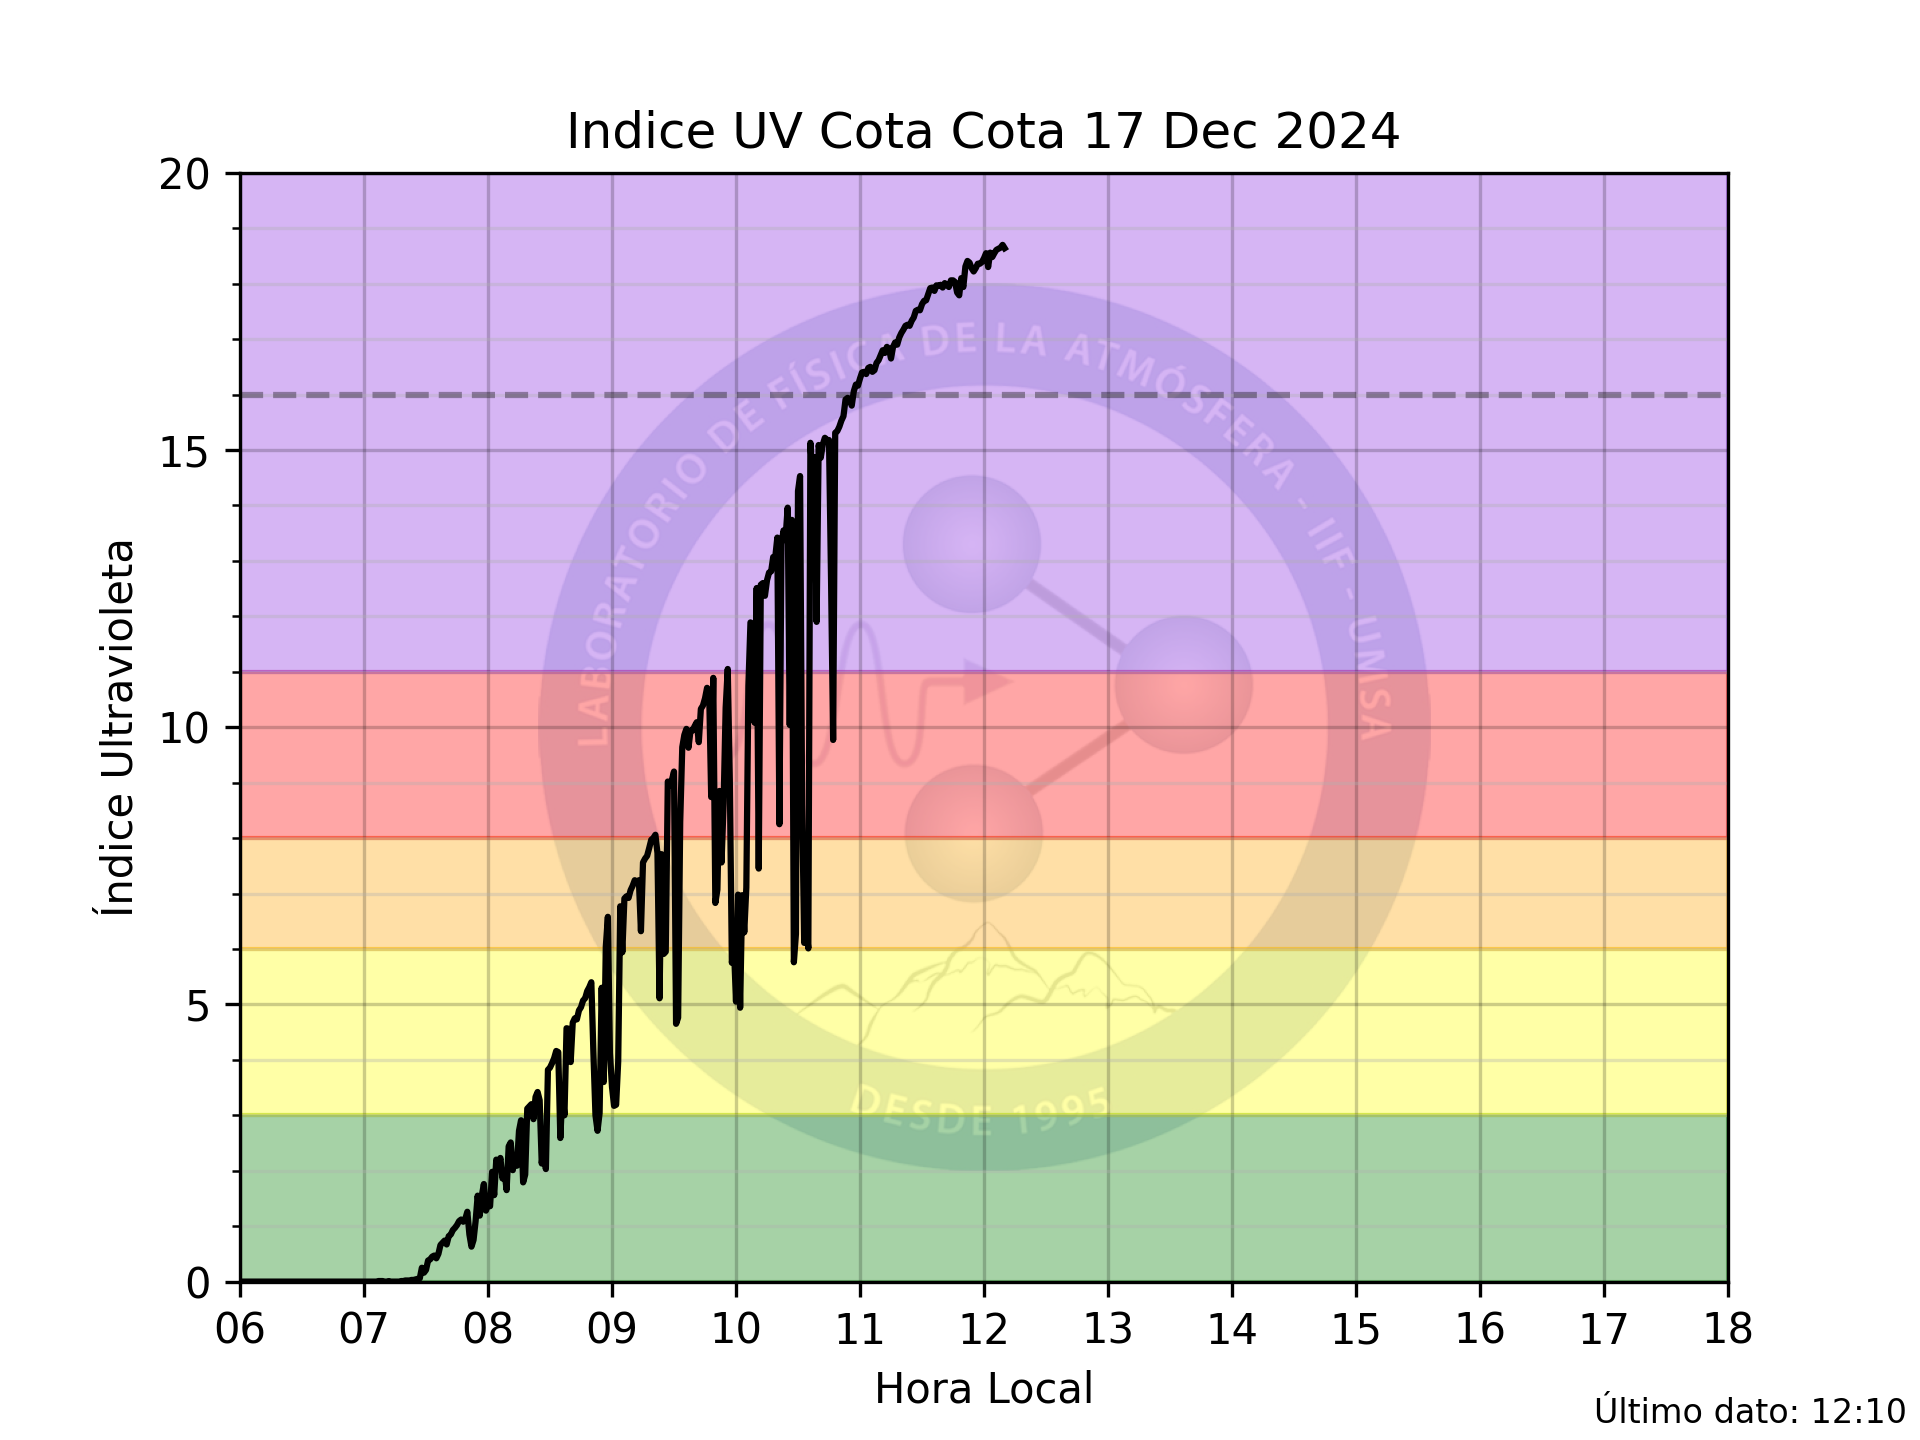 Indice UV Cota Cota 17 Dec 2024
20
15
10
5
0
Índice Ultravioleta
LABORATORIO DE FÍSICA DE LA ATMÓSFERA - IIF - UMSA
DESDE 1995
06 07 08 09 10 11 12 13 14 15 16 17 18
Hora Local
Último dato: 12:10